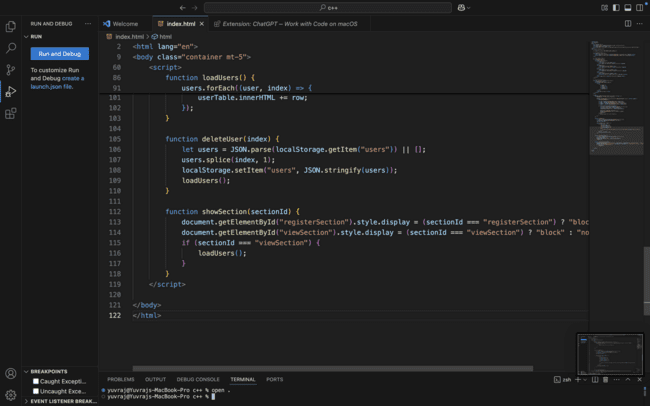 c++
RUN AND DEBUG
Welcome
index.html
Extension: ChatGPT – Work with Code on macOS
RUN
Run and Debug
To customize Run
and Debug create a
launch.json file.
index.html > html
2 <html lang="en">
9 <body class="container mt-5">
60 <script>
86 function loadUsers() {
91 users.forEach((user, index) => {
101 userTable.innerHTML += row;
102 });
103 }
104
105 function deleteUser(index) {
106 let users = JSON.parse(localStorage.getItem("users")) || [];
107 users.splice(index, 1);
108 localStorage.setItem("users", JSON.stringify(users));
109 loadUsers();
110 }
111
112 function showSection(sectionId) {
113 document.getElementById("registerSection").style.display = (sectionId === "registerSection") ? "bloc
114 document.getElementById("viewSection").style.display = (sectionId === "viewSection") ? "block" : "no
115 if (sectionId === "viewSection") {
116 loadUsers();
117 }
118 }
119 </script>
120
121 </body>
122 </html>
BREAKPOINTS
Caught Excepti...
Uncaught Exce...
EVENT LISTENER BREAK...
PROBLEMS OUTPUT DEBUG CONSOLE TERMINAL PORTS
zsh
yuvraj@Yuvrajs-MacBook-Pro c++ % open .
yuvraj@Yuvrajs-MacBook-Pro c++ %